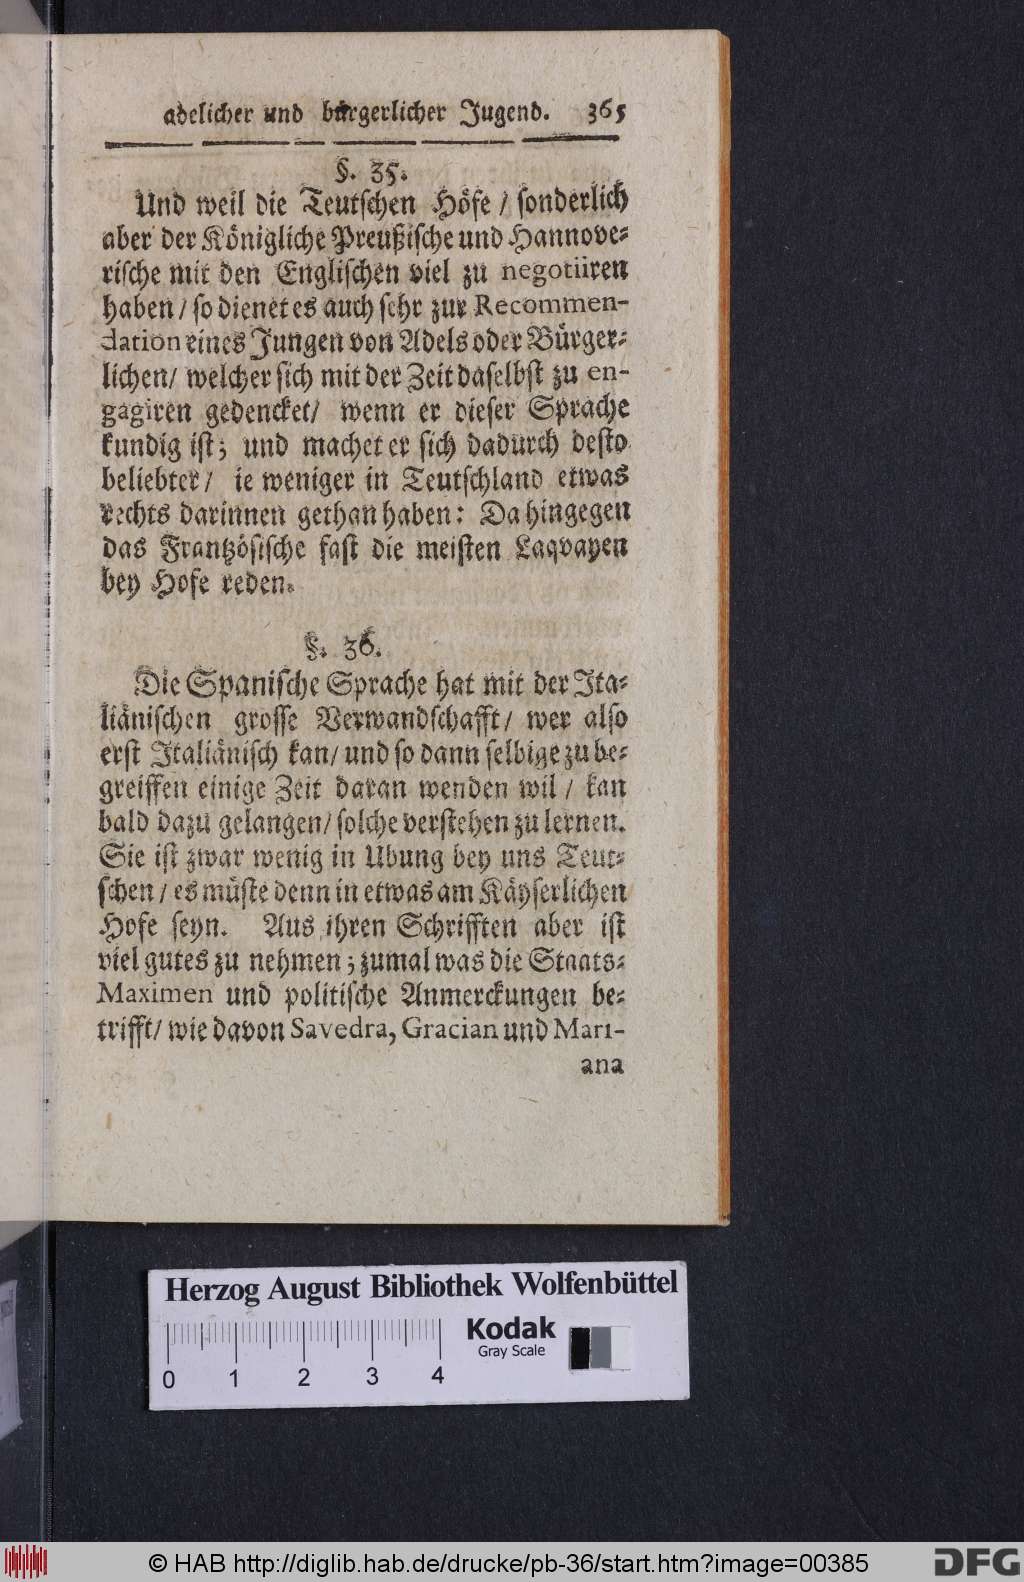 adelicher und bürgerlicher Jugend. 365
§. 35.
Und weil die Teutschen Höfe / sonderlich
aber der Königliche Preußische und Hannove-
rische mit den Englischen viel zu negotiiren
haben / so dienet es auch sehr zur Recommen-
dation eines Jungen von Adels oder Bürger-
lichen / welcher sich mit der Zeit daselbst zu en-
gagiren gedencket / wenn er dieser Sprache
kundig ist; und machet er sich dadurch desto
beliebter / ie weniger in Teutschland etwas
rechts darinnen gethan haben: Da hingegen
das Frantzösische fast die meisten Laqvayen
bey Hofe reden.
§. 36.
Die Spanische Sprache hat mit der Ita-
liänischen grosse Verwandschafft / wer also
erst Italiänisch kan / und so dann selbige zu be-
greiffen einige Zeit daran wenden wil / kan
bald dazu gelangen / solche verstehen zu lernen.
Sie ist zwar wenig in Ubung bey uns Teut-
schen / es müste denn in etwas am Käyserlichen
Hofe seyn. Aus ihren Schrifften aber ist
viel gutes zu nehmen; zumal was die Staats-
Maximen und politische Anmerckungen be-
trifft / wie davon Savedra, Gracian und Mari-
ana
Herzog August Bibliothek Wolfenbüttel
Kodak
Gray Scale
0 1 2 3 4
© HAB http://diglib.hab.de/drucke/pb-36/start.htm?image=00385
DFG